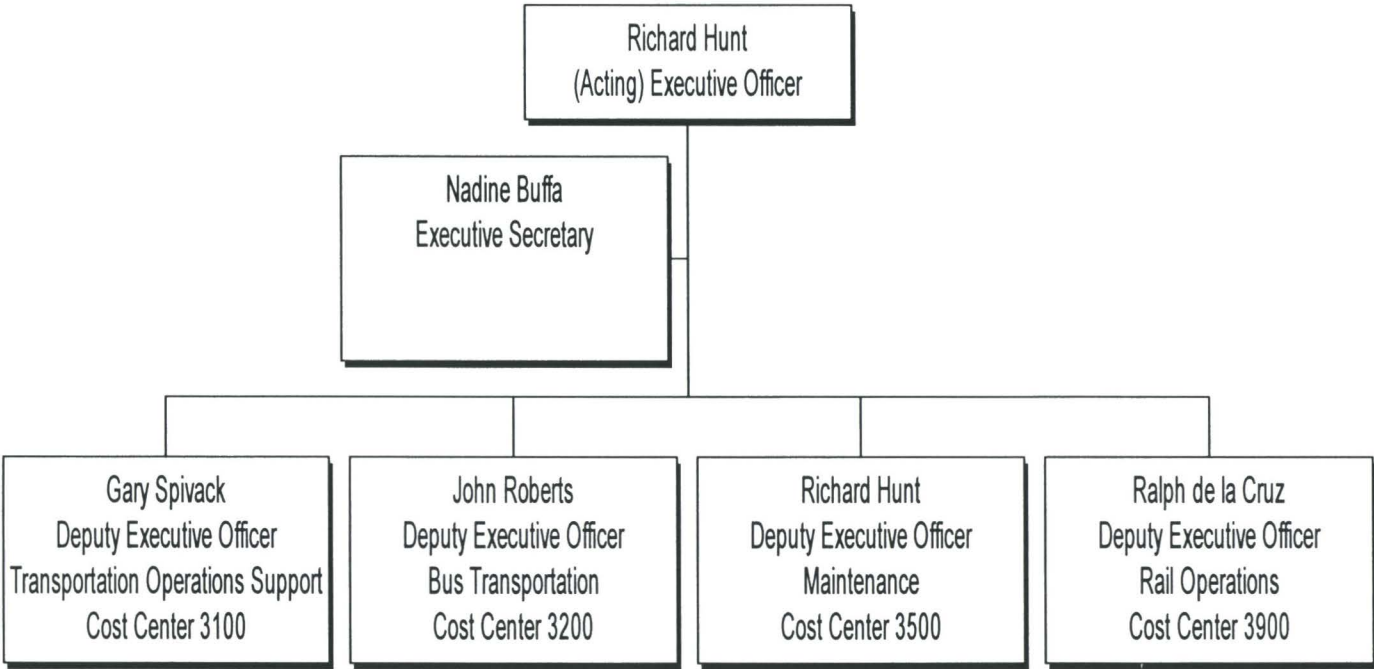 Richard Hunt
(Acting) Executive Officer
Nadine Buffa
Executive Secretary
Gary Spivack
Deputy Executive Officer
Transportation Operations Support
Cost Center 3100
John Roberts
Deputy Executive Officer
Bus Transportation
Cost Center 3200
Richard Hunt
Deputy Executive Officer
Maintenance
Cost Center 3500
Ralph de la Cruz
Deputy Executive Officer
Rail Operations
Cost Center 3900